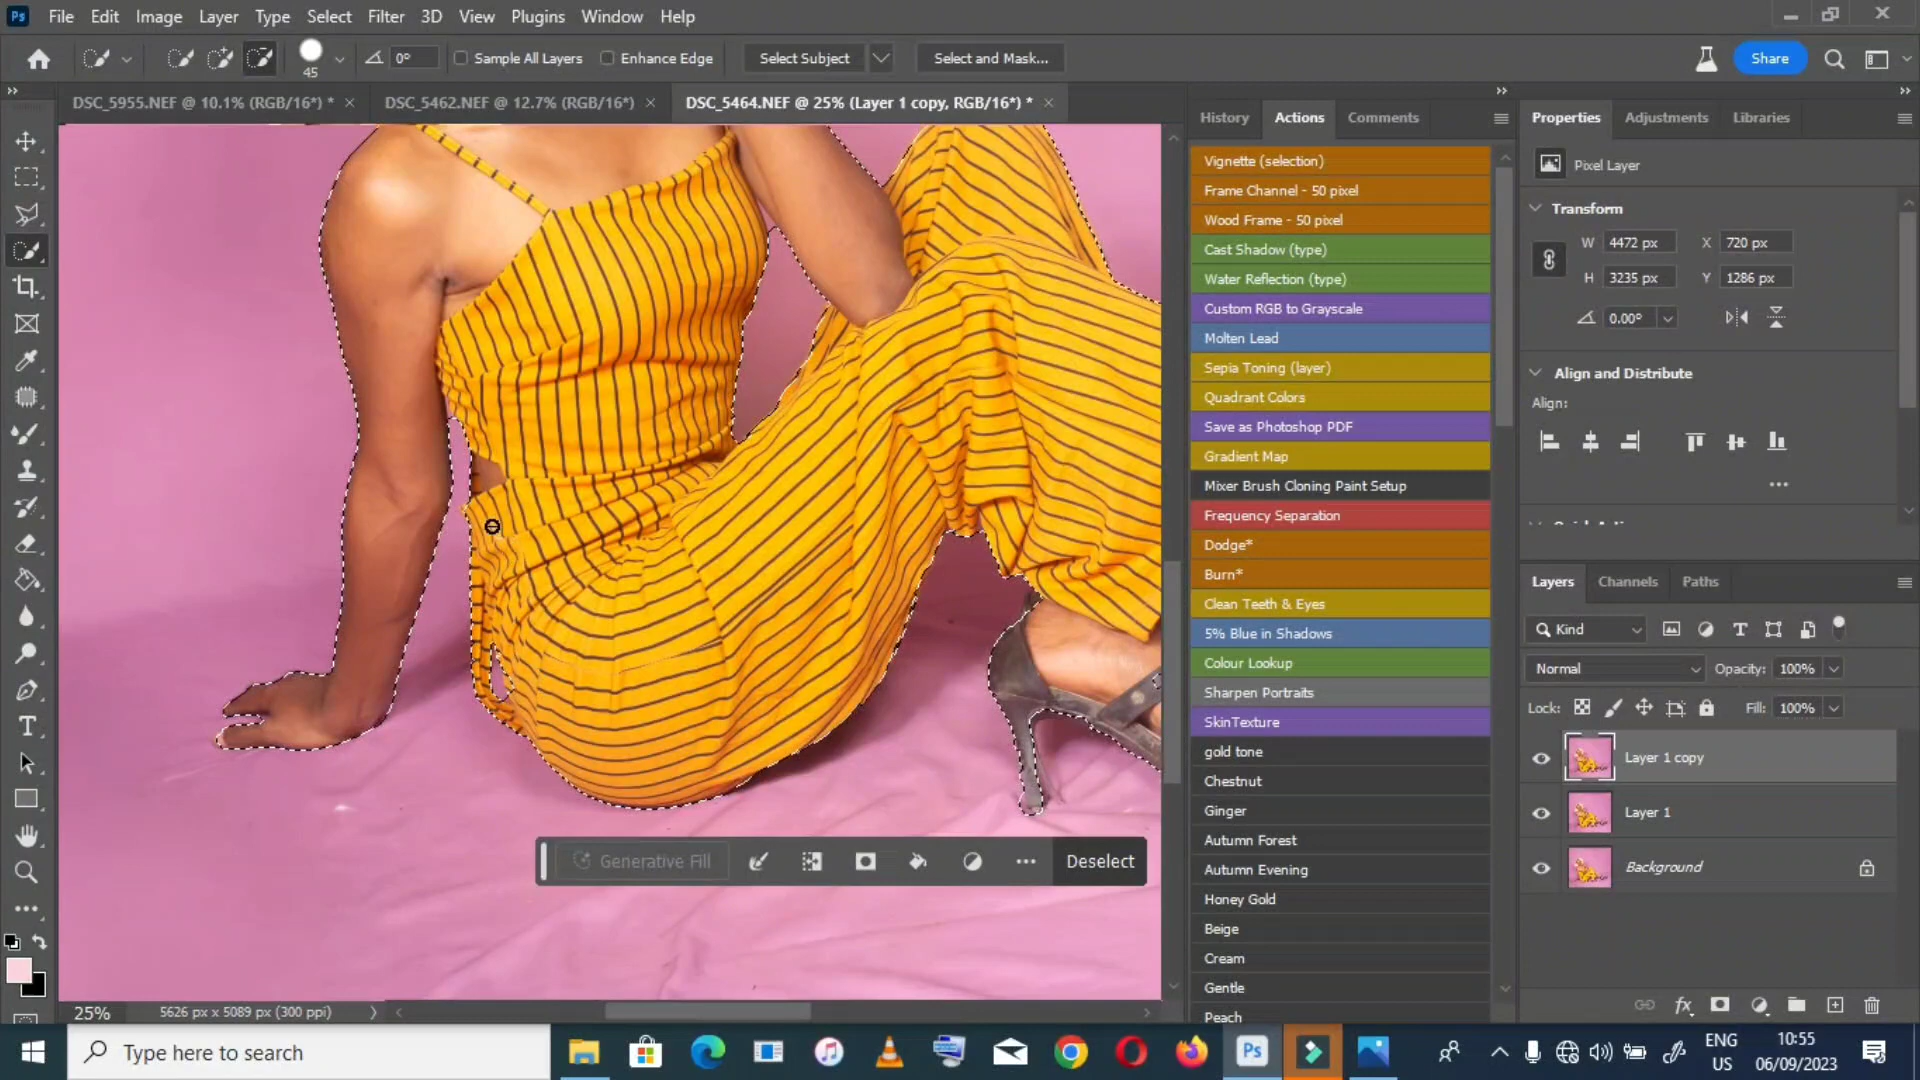 Ps File Edit Image Layer Type Select Filter 3D View Plugins Window Help
45 0° Sample All Layers Enhance Edge Select Subject Select and Mask... Share
DSC_5955.NEF @ 10.1% (RGB/16*) * DSC_5462.NEF @ 12.7% (RGB/16*) DSC_5464.NEF @ 25% (Layer 1 copy, RGB/16*) *
History Actions Comments
Vignette (selection)
Frame Channel - 50 pixel
Wood Frame - 50 pixel
Cast Shadow (type)
Water Reflection (type)
Custom RGB to Grayscale
Molten Lead
Sepia Toning (layer)
Quadrant Colors
Save as Photoshop PDF
Gradient Map
Mixer Brush Cloning Paint Setup
Frequency Separation
Dodge*
Burn*
Clean Teeth & Eyes
5% Blue in Shadows
Colour Lookup
Sharpen Portraits
SkinTexture
gold tone
Chestnut
Ginger
Autumn Forest
Autumn Evening
Honey Gold
Beige
Cream
Gentle
Peach
Properties Adjustments Libraries
Pixel Layer
Transform
W 4472 px X 720 px
H 3235 px Y 1286 px
0.00°
Align and Distribute
Align:
Layers Channels Paths
Kind
Normal Opacity: 100%
Lock: Fill: 100%
Layer 1 copy
Layer 1
Background
Generative Fill Deselect
25% 5626 px x 5089 px (300 ppi)
Type here to search
Ps
ENG
US
10:55
06/09/2023